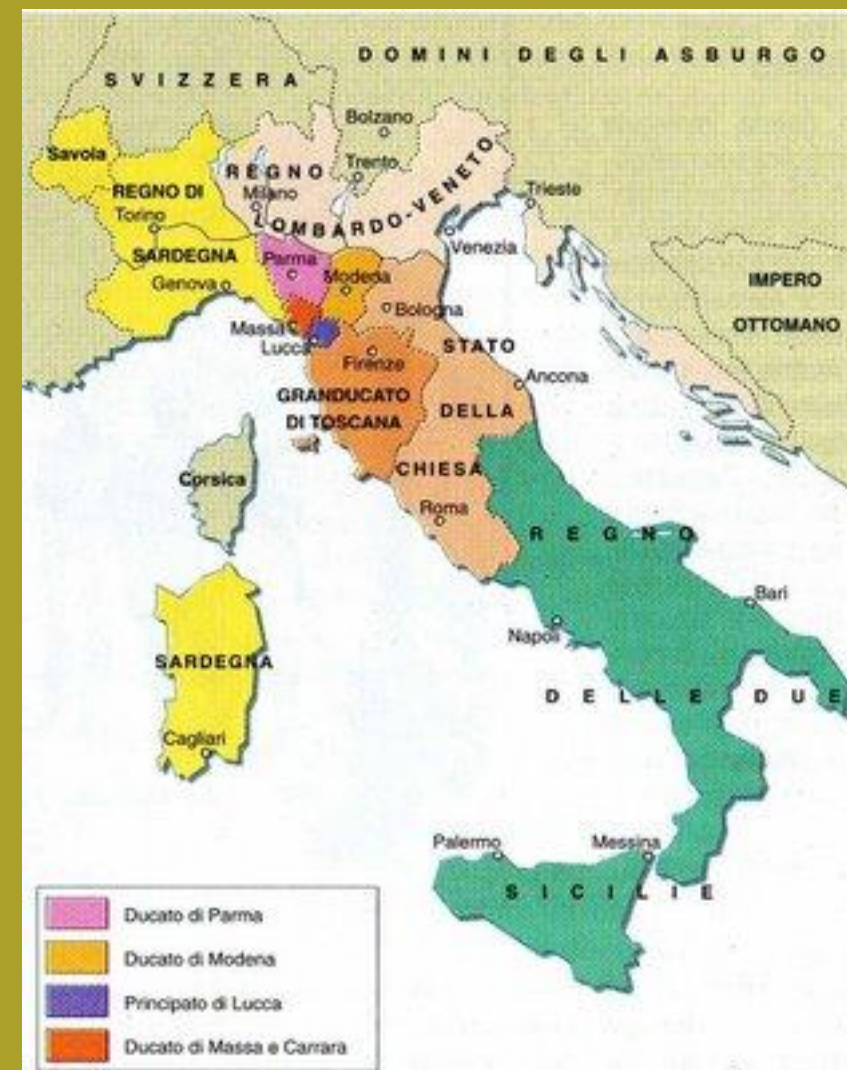 DOMINI DEGLI ASBURGO
SVIZZERA
Bolzano
Savoia
Trento
REGNO
LOMBARDO-VENETO
Milano
REGNO DI
SARDEGNA
Torino
Trieste
Venezia
Parma
Modena
Genova
Bologna
IMPERO
OTTOMANO
Massa
Lucca
Firenze
STATO
DELLA
CHIESA
Ancona
GRANDUCATO
DI TOSCANA
Corsica
Roma
REGNO
DELLE DUE
SICILIE
Bari
Napoli
SARDEGNA
Cagliari
Palermo
Messina
Ducato di Parma
Ducato di Modena
Principato di Lucca
Ducato di Massa e Carrara